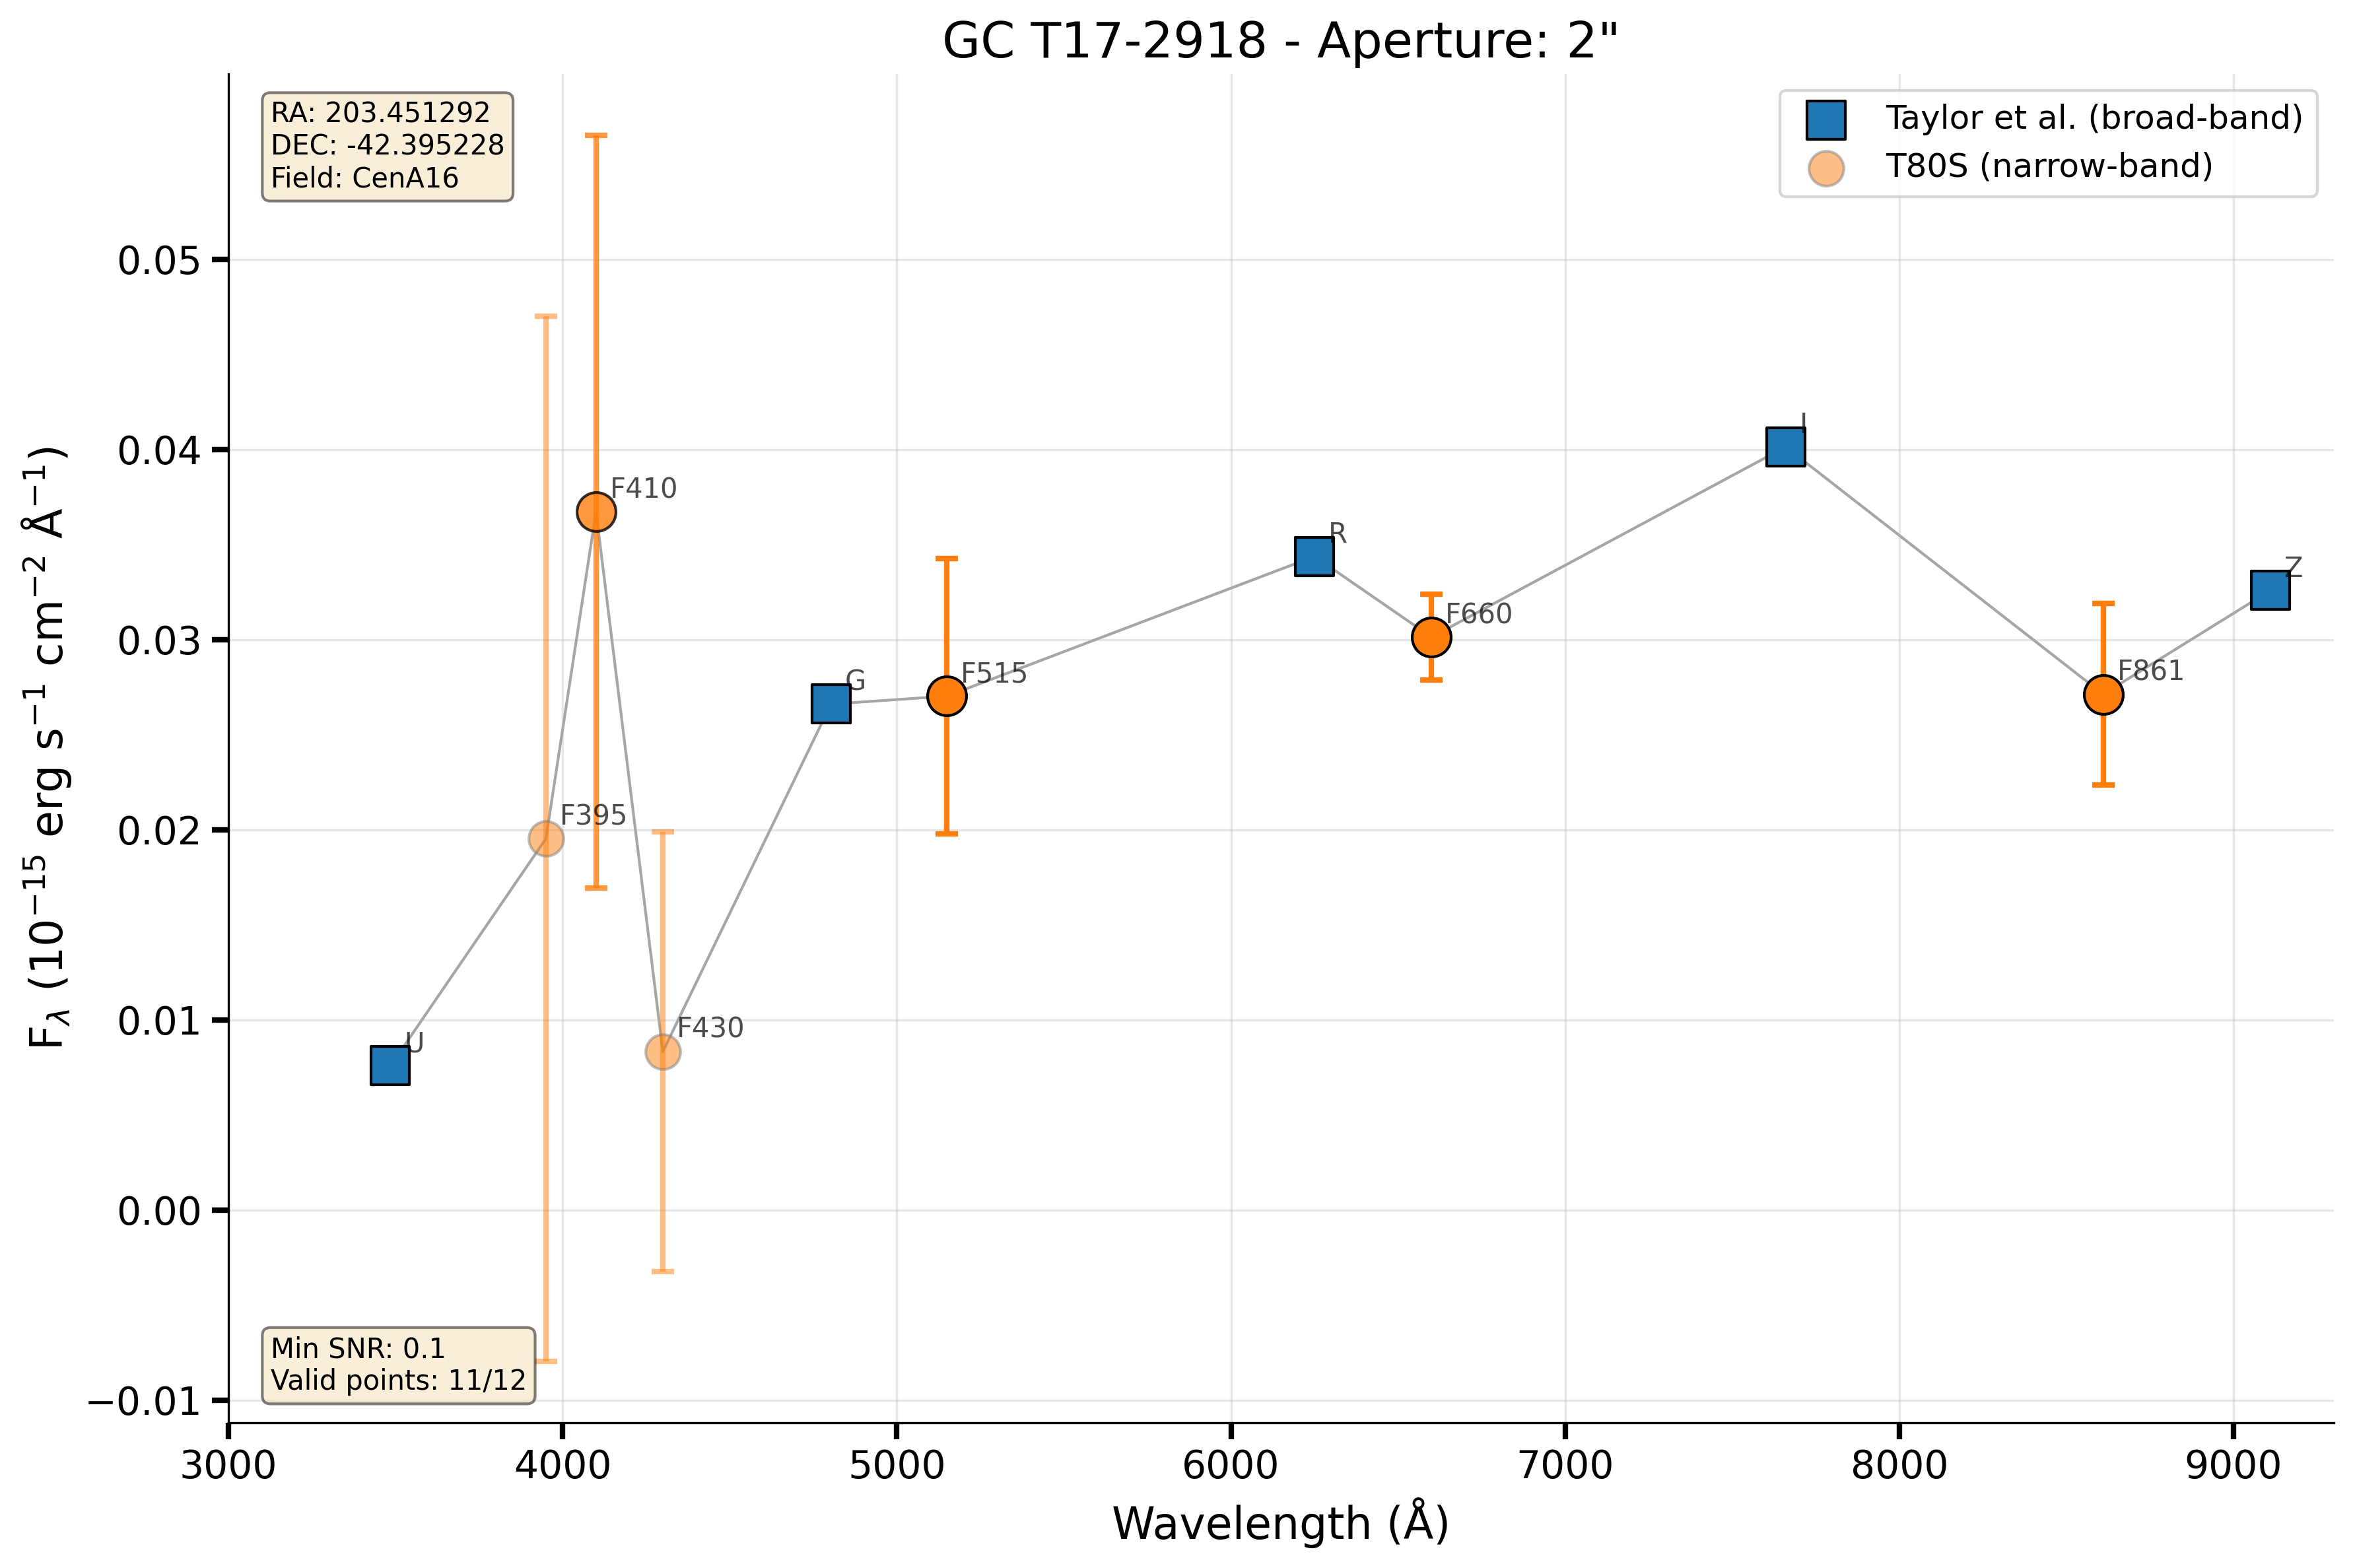 GC T17-2918 - Aperture: 2"
RA: 203.451292
DEC: -42.395228
Field: CenA16
Taylor et al. (broad-band)
T80S (narrow-band)
F_λ (10⁻¹⁵ erg s⁻¹ cm⁻² Å⁻¹)
0.05
0.04
0.03
0.02
0.01
0.00
−0.01
U
F395
F410
F430
G
F515
R
F660
I
F861
Z
Min SNR: 0.1
Valid points: 11/12
3000 4000 5000 6000 7000 8000 9000
Wavelength (Å)